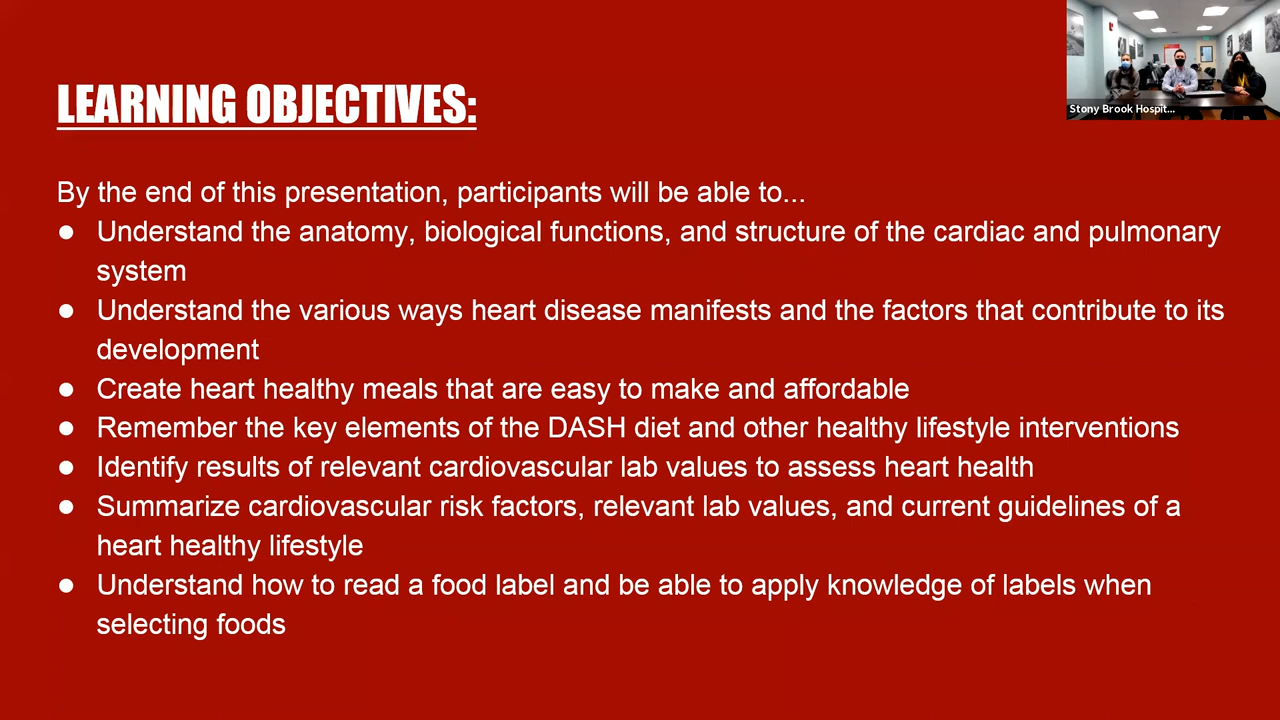 LEARNING OBJECTIVES:
Stony Brook Hospit...
By the end of this presentation, participants will be able to...
● Understand the anatomy, biological functions, and structure of the cardiac and pulmonary
system
● Understand the various ways heart disease manifests and the factors that contribute to its
development
● Create heart healthy meals that are easy to make and affordable
● Remember the key elements of the DASH diet and other healthy lifestyle interventions
● Identify results of relevant cardiovascular lab values to assess heart health
● Summarize cardiovascular risk factors, relevant lab values, and current guidelines of a
heart healthy lifestyle
● Understand how to read a food label and be able to apply knowledge of labels when
selecting foods